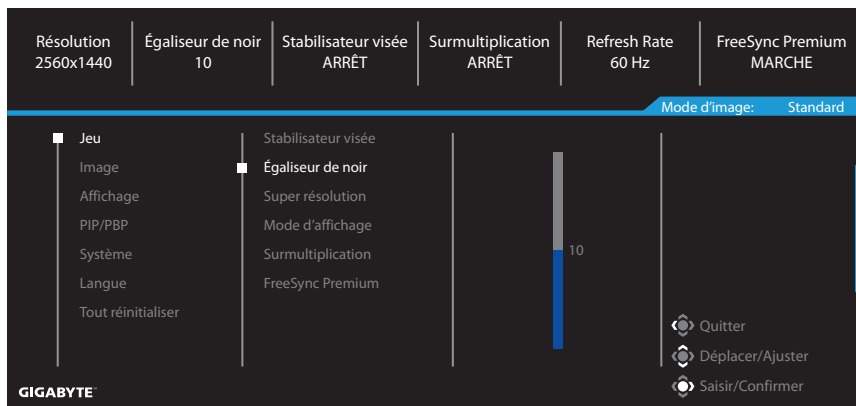 Résolution
2560x1440
Égaliseur de noir
10
Stabilisateur visée
ARRÊT
Surmultiplication
ARRÊT
Refresh Rate
60 Hz
FreeSync Premium
MARCHE
Mode d'image: Standard
Jeu
Image
Affichage
PIP/PBP
Système
Langue
Tout réinitialiser
Stabilisateur visée
Égaliseur de noir
Super résolution
Mode d'affichage
Surmultiplication
FreeSync Premium
10
Quitter
Déplacer/Ajuster
Saisir/Confirmer
GIGABYTE™